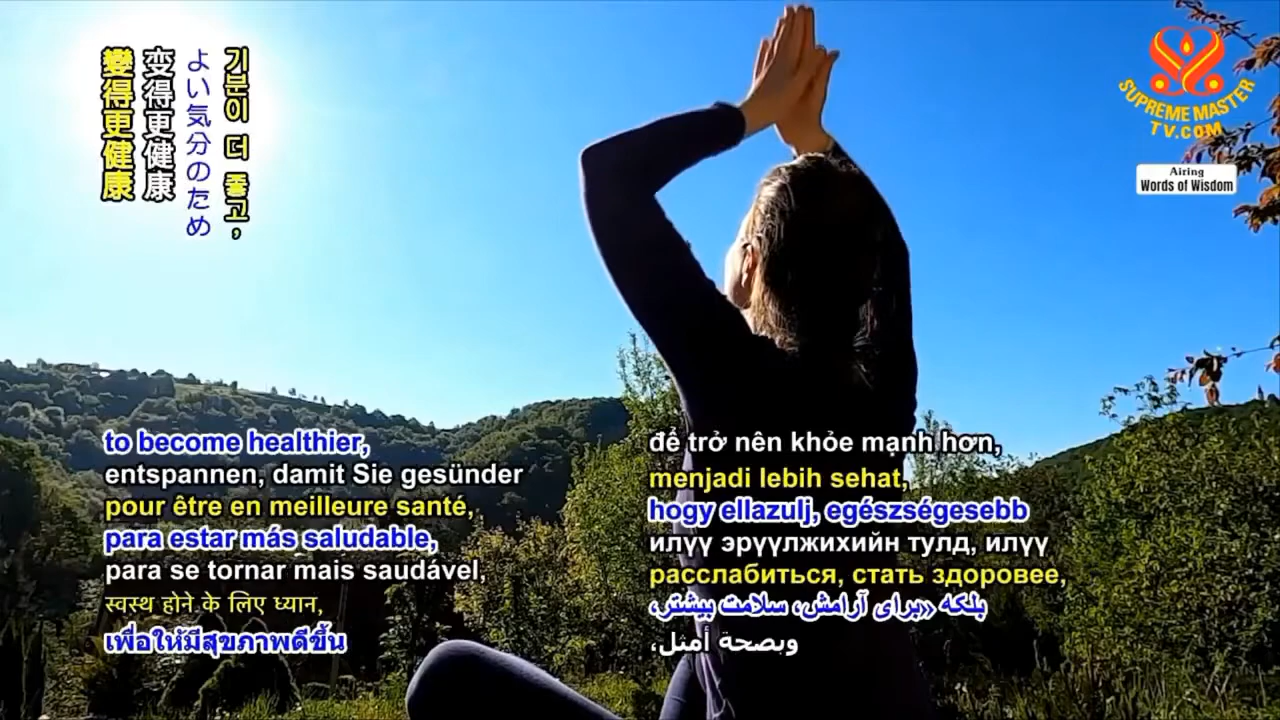 變得更健康
变得更健康
よい気分のため
기분이 더 좋고,
SUPREME MASTER
TV.COM
Airing
Words of Wisdom
to become healthier,
entspannen, damit Sie gesünder
pour être en meilleure santé,
para estar más saludable,
para se tornar mais saudável,
स्वस्थ होने के लिए ध्यान,
เพื่อให้มีสุขภาพดีขึ้น
để trở nên khỏe mạnh hơn,
menjadi lebih sehat,
hogy ellazulj, egészségesebb
илүү эрүүлжихийн тулд, илүү
расслабиться, стать здоровее,
بلکه «برای آرامش، سلامت بیشتر،
وبصحة أمثل،